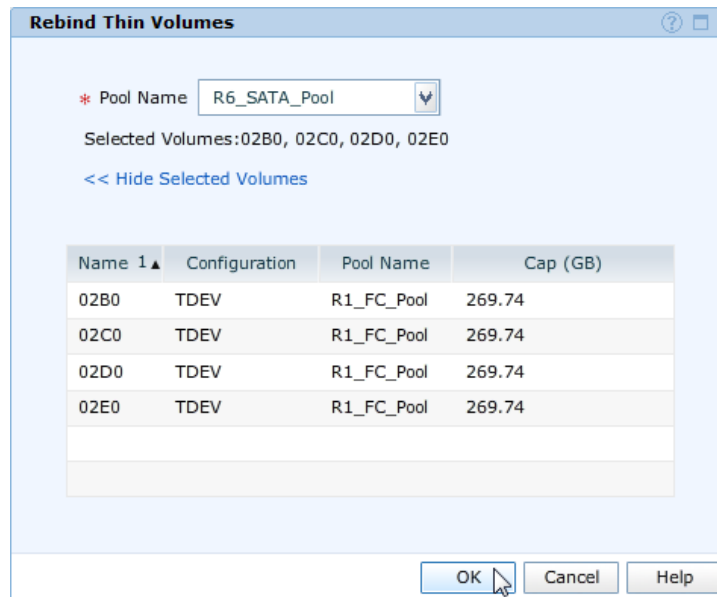 Rebind Thin Volumes
* Pool Name R6_SATA_Pool
Selected Volumes:02B0, 02C0, 02D0, 02E0
<< Hide Selected Volumes
Name 1▲ Configuration Pool Name Cap (GB)
02B0 TDEV R1_FC_Pool 269.74
02C0 TDEV R1_FC_Pool 269.74
02D0 TDEV R1_FC_Pool 269.74
02E0 TDEV R1_FC_Pool 269.74
OK Cancel Help